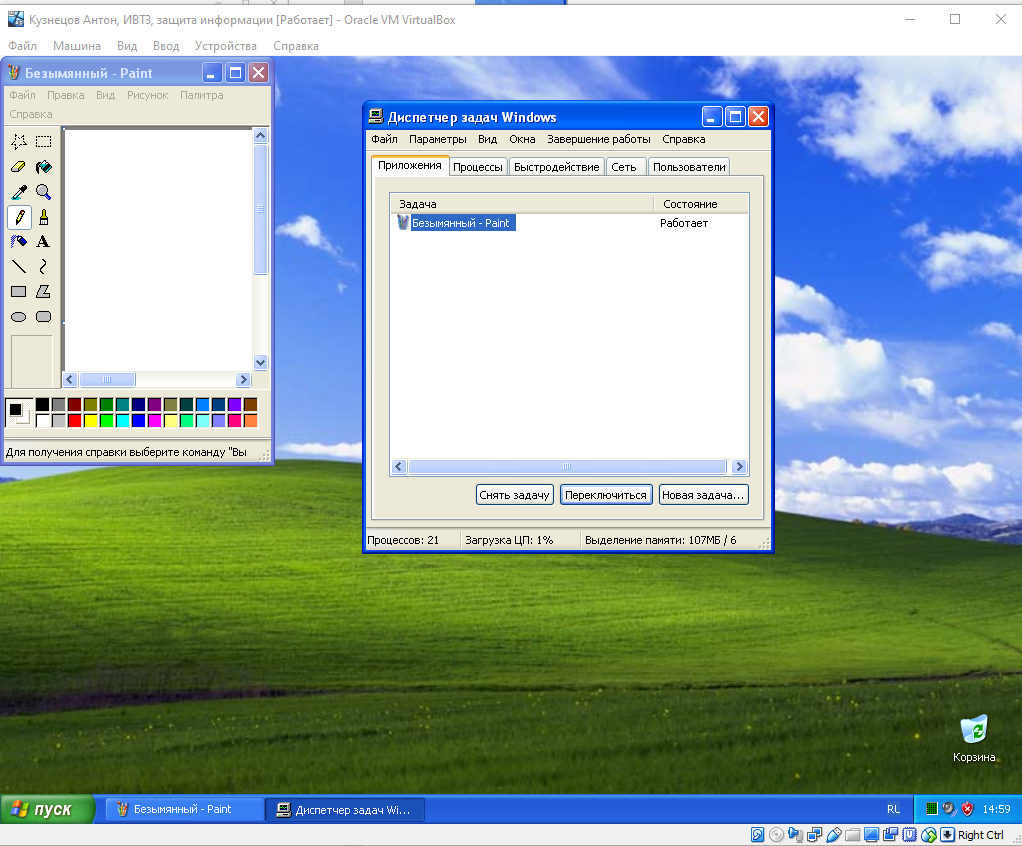 Кузнецов Антон, ИВТ3, защита информации [Работает] - Oracle VM VirtualBox
Файл Машина Вид Ввод Устройства Справка
Безымянный - Paint
Файл Правка Вид Рисунок Палитра
Справка
A
Для получения справки выберите команду "Вы
Диспетчер задач Windows
Файл Параметры Вид Окна Завершение работы Справка
Приложения Процессы Быстродействие Сеть Пользователи
Задача Состояние
Безымянный - Paint Работает
Снять задачу Переключиться Новая задача...
Процессов: 21 Загрузка ЦП: 1% Выделение памяти: 107МБ / 6
Корзина
пуск Безымянный - Paint Диспетчер задач Wi... RL 14:59
Right Ctrl